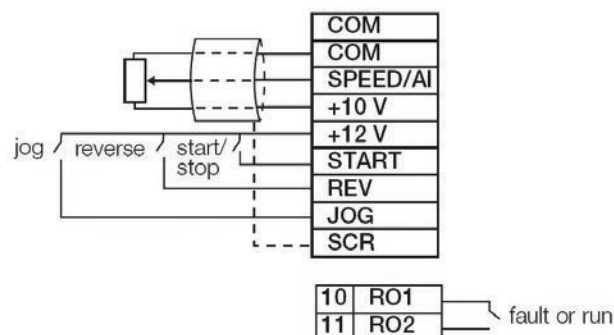 COM
COM
SPEED/AI
+10 V
+12 V
jog reverse start/
stop
START
REV
JOG
SCR
10 RO1
fault or run
11 RO2